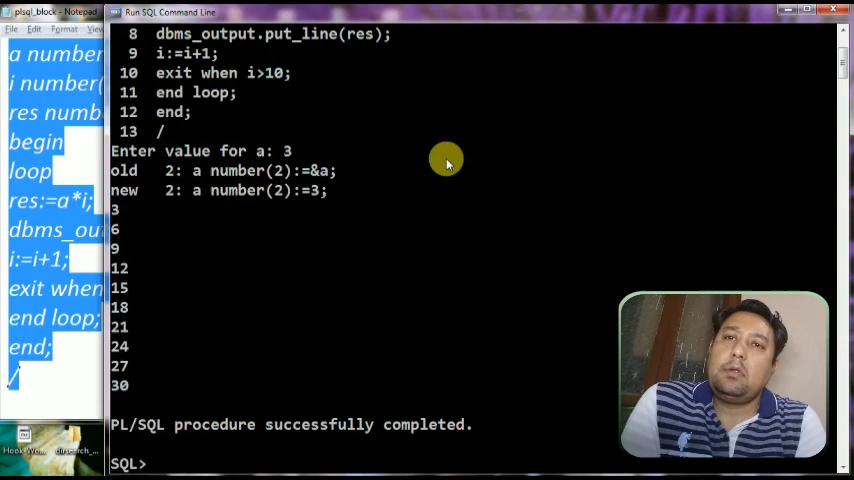 plsql_block - Notepad
File Edit Format View
a number
i number(
res numb
begin
loop
res:=a*i;
dbms_out
i:=i+1;
exit when
end loop;
end;
/
Run SQL Command Line
8 dbms_output.put_line(res);
9 i:=i+1;
10 exit when i>10;
11 end loop;
12 end;
13 /
Enter value for a: 3
old 2: a number(2):=&a;
new 2: a number(2):=3;
3
6
9
12
15
18
21
24
27
30
PL/SQL procedure successfully completed.
SQL>
Hook-Wo...
dirsearch_...